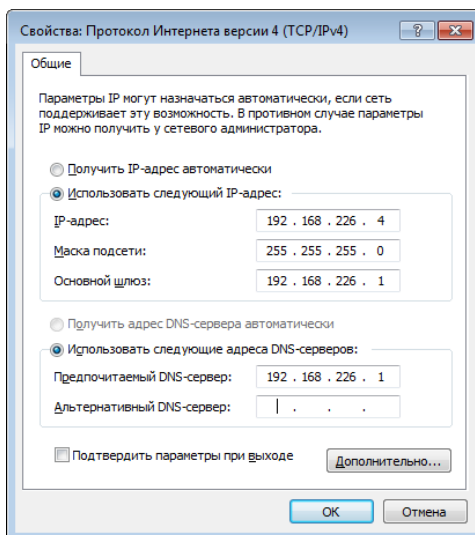 Свойства: Протокол Интернета версии 4 (TCP/IPv4)
Общие
Параметры IP могут назначаться автоматически, если сеть
поддерживает эту возможность. В противном случае параметры
IP можно получить у сетевого администратора.
Получить IP-адрес автоматически
Использовать следующий IP-адрес:
IP-адрес: 192 . 168 . 226 . 4
Маска подсети: 255 . 255 . 255 . 0
Основной шлюз: 192 . 168 . 226 . 1
Получить адрес DNS-сервера автоматически
Использовать следующие адреса DNS-серверов:
Предпочитаемый DNS-сервер: 192 . 168 . 226 . 1
Альтернативный DNS-сервер: . . .
Подтвердить параметры при выходе Дополнительно...
ОК Отмена